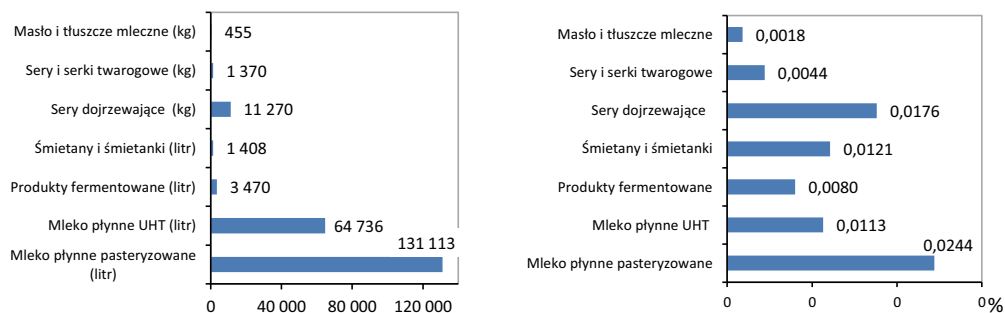 Masło i tłuszcze mleczne (kg)
455
Sery i serki twarogowe (kg)
1 370
Sery dojrzewające (kg)
11 270
Śmietany i śmietanki (litr)
1 408
Produkty fermentowane (litr)
3 470
Mleko płynne UHT (litr)
64 736
Mleko płynne pasteryzowane
(litr)
131 113
0 40 000 80 000 120 000
Masło i tłuszcze mleczne
0,0018
Sery i serki twarogowe
0,0044
Sery dojrzewające
0,0176
Śmietany i śmietanki
0,0121
Produkty fermentowane
0,0080
Mleko płynne UHT
0,0113
Mleko płynne pasteryzowane
0,0244
0 0 0 0%